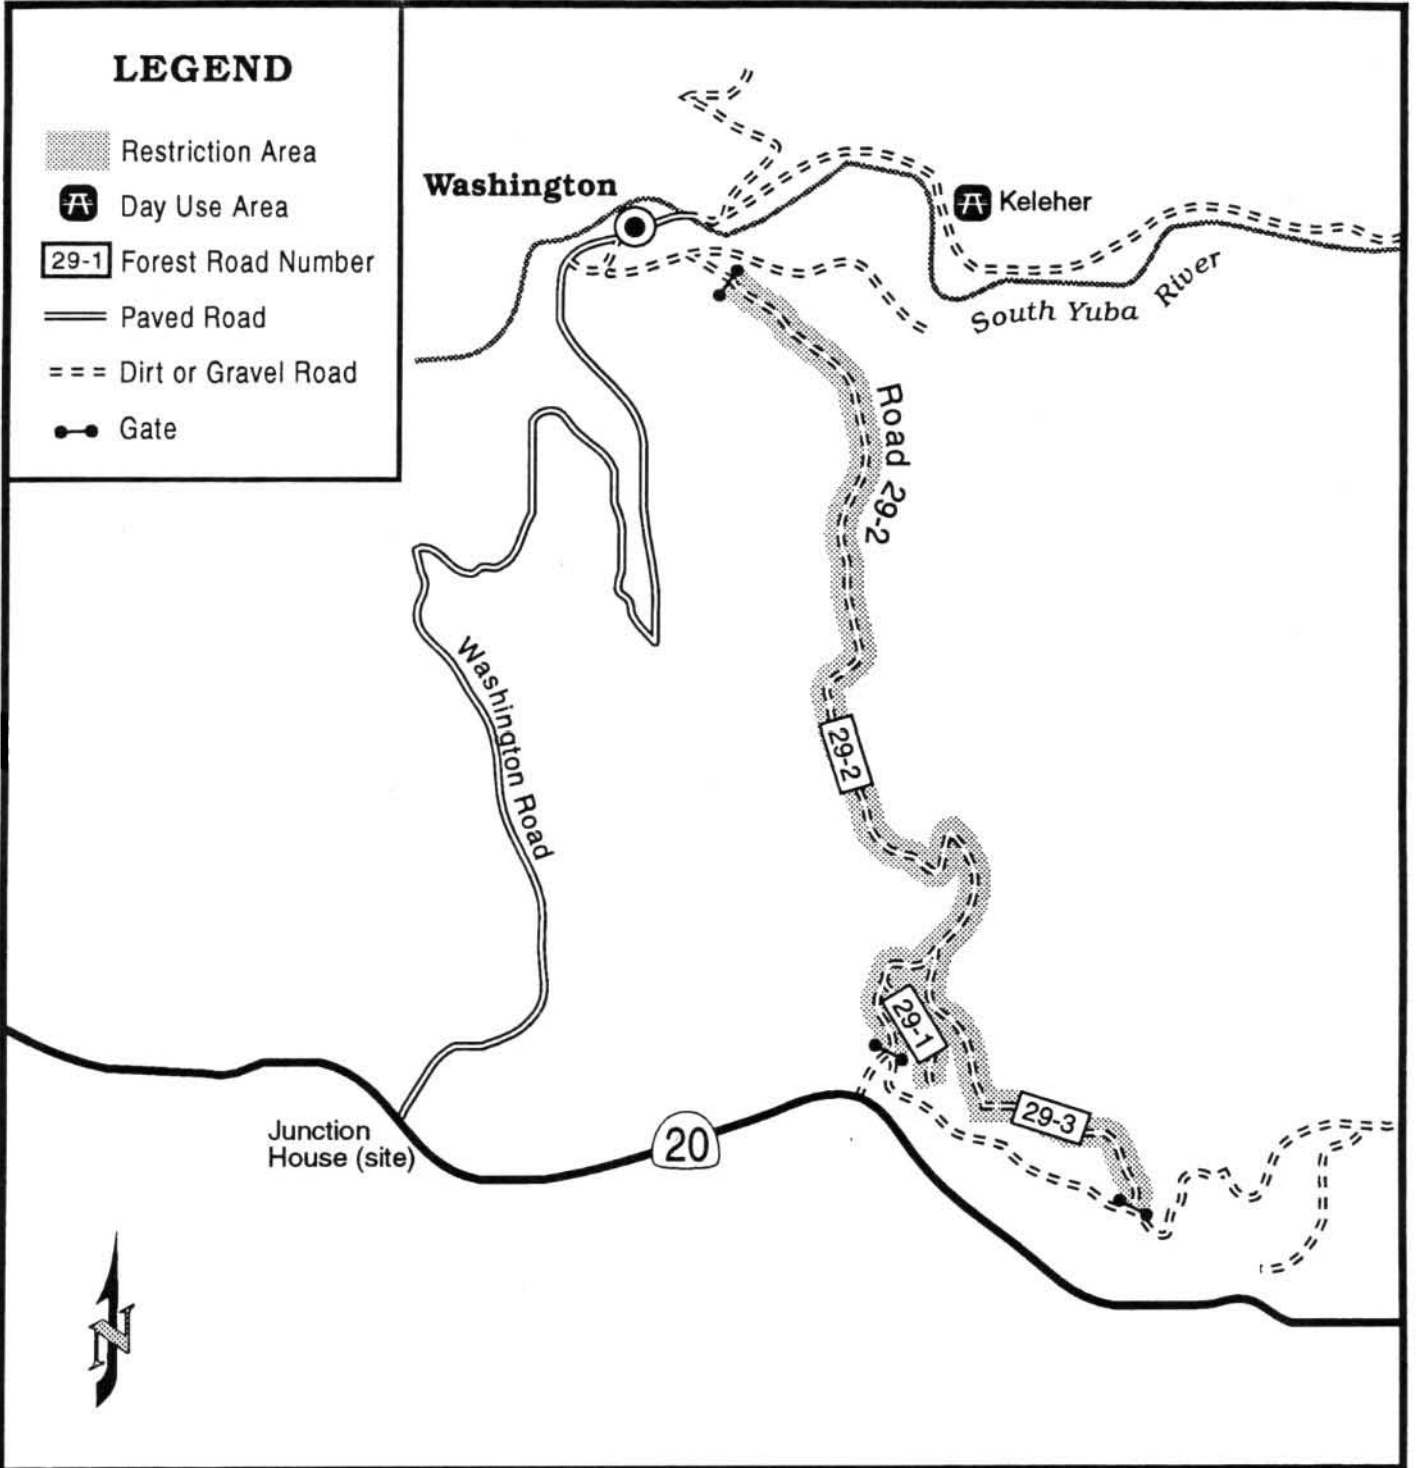 LEGEND
Restriction Area
Day Use Area
29-1 Forest Road Number
Paved Road
Dirt or Gravel Road
Gate
Washington
Keleher
South Yuba River
Road 29-2
29-2
Washington Road
29-1
29-3
Junction
House (site)
20
N